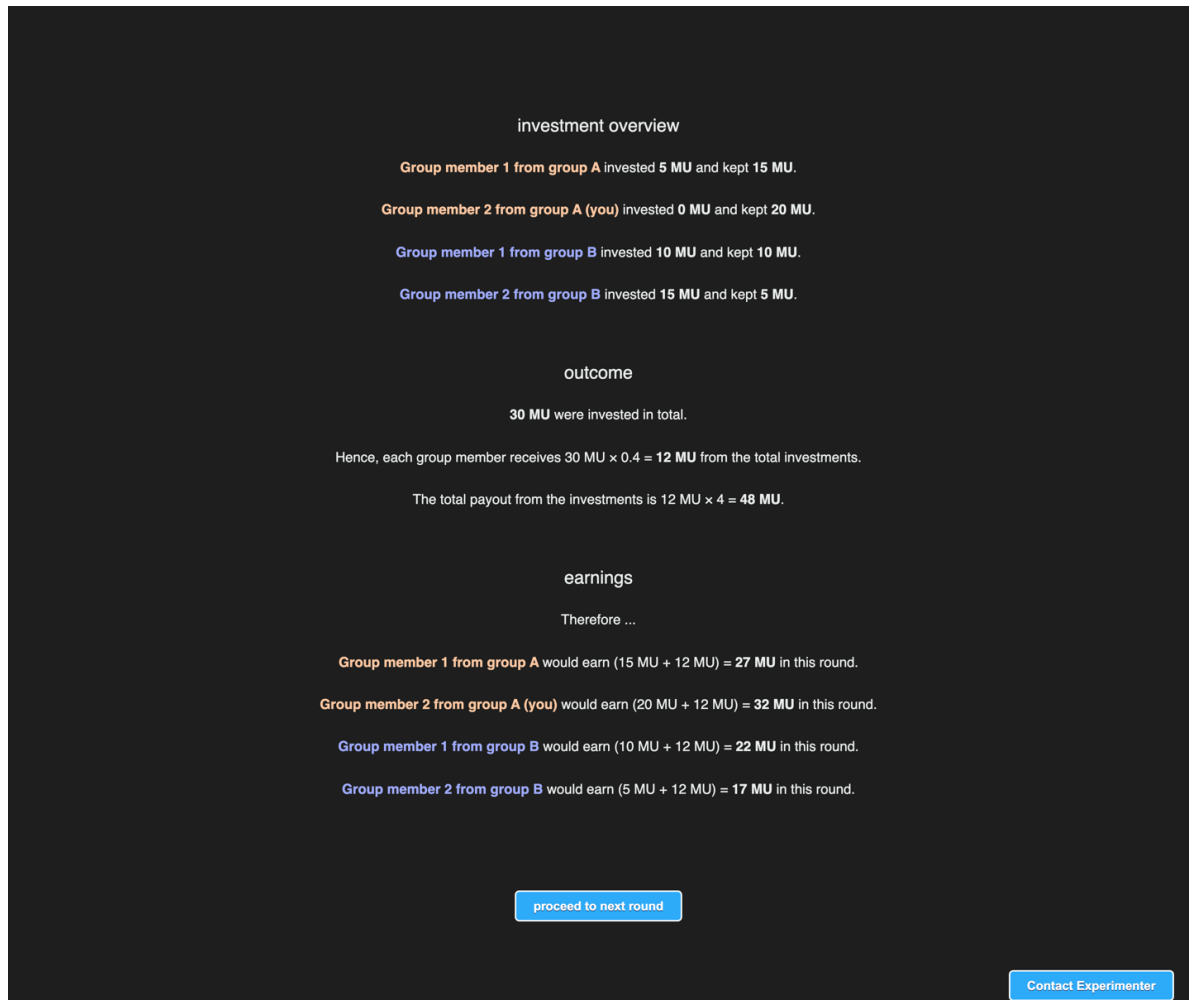 investment overview
Group member 1 from group A invested 5 MU and kept 15 MU.
Group member 2 from group A (you) invested 0 MU and kept 20 MU.
Group member 1 from group B invested 10 MU and kept 10 MU.
Group member 2 from group B invested 15 MU and kept 5 MU.
outcome
30 MU were invested in total.
Hence, each group member receives 30 MU × 0.4 = 12 MU from the total investments.
The total payout from the investments is 12 MU × 4 = 48 MU.
earnings
Therefore ...
Group member 1 from group A would earn (15 MU + 12 MU) = 27 MU in this round.
Group member 2 from group A (you) would earn (20 MU + 12 MU) = 32 MU in this round.
Group member 1 from group B would earn (10 MU + 12 MU) = 22 MU in this round.
Group member 2 from group B would earn (5 MU + 12 MU) = 17 MU in this round.
proceed to next round
Contact Experimenter